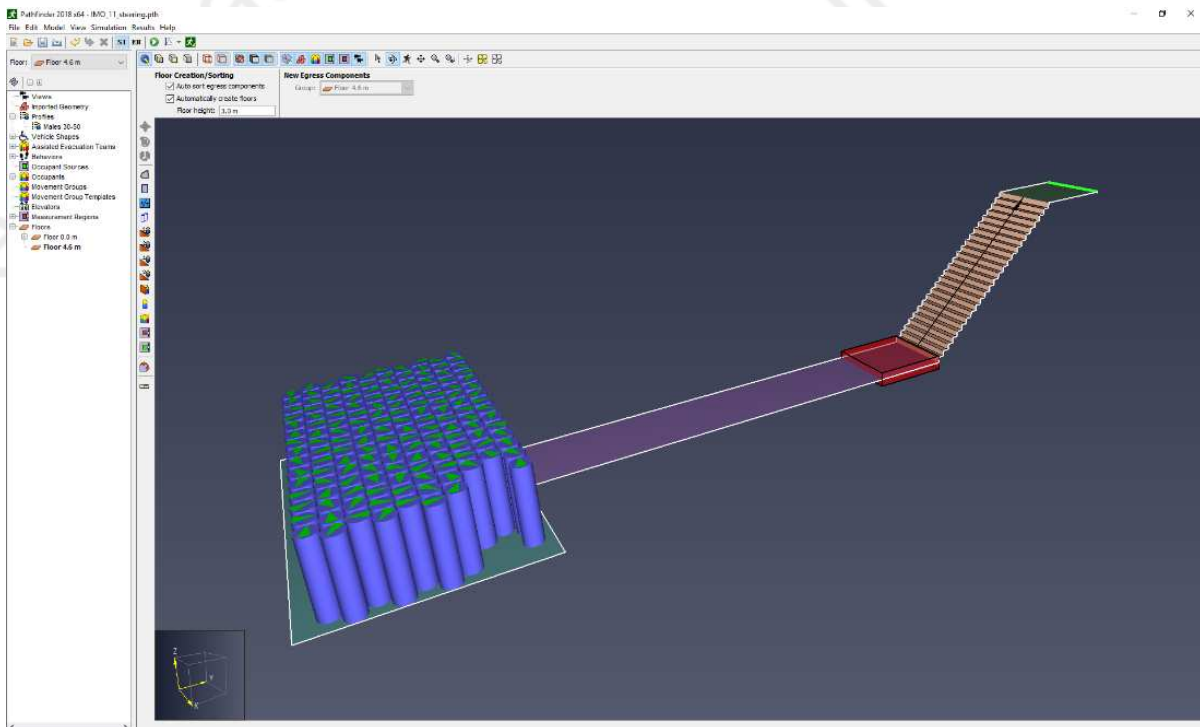 Pathfinder 2018 x64 - IMO_11_steering.pth
File Edit Model View Simulation Results Help
Floor: Floor 4.6 m
Floor Creation/Sorting
Auto sort egress components
Automatically create floors
Floor height: 3.0 m
New Egress Components
Group: Floor 4.6 m
Views
Imported Geometry
Profiles
Males 30-50
Vehicle Shapes
Assisted Evacuation Teams
Behaviors
Occupant Sources
Occupants
Movement Groups
Movement Group Templates
Elevators
Measurement Regions
Floors
Floor 0.0 m
Floor 4.6 m
Z
Y
X